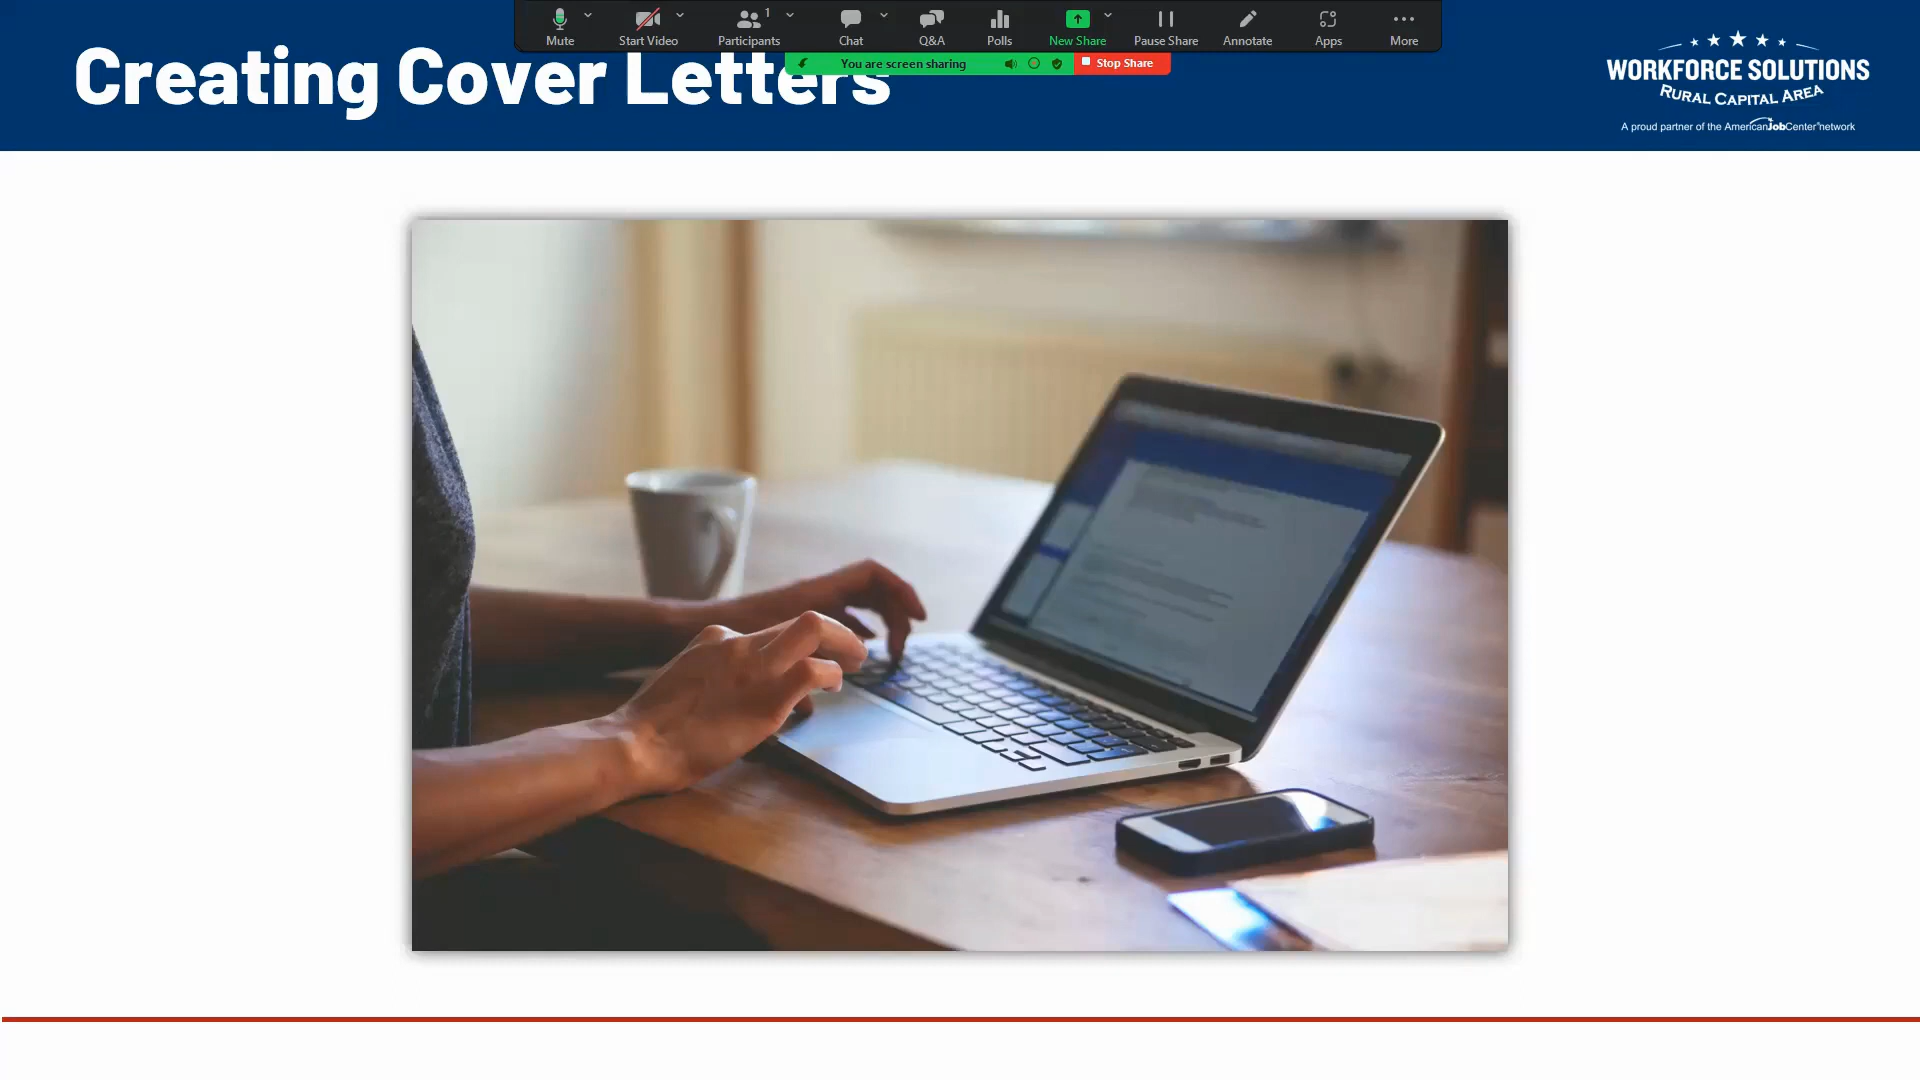 Mute
Start Video
Participants
1
Chat
Q&A
Polls
New Share
Pause Share
Annotate
Apps
More
You are screen sharing
Stop Share
Creating Cover Letters
WORKFORCE SOLUTIONS
RURAL CAPITAL AREA
A proud partner of the AmericanJobCenter®network